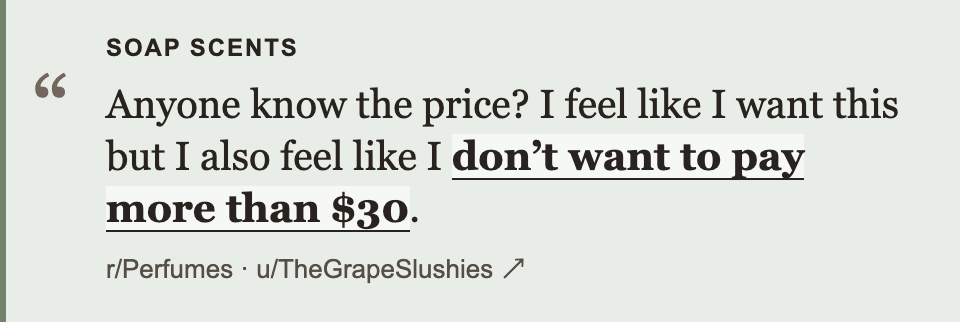 SOAP SCENTS
“
Anyone know the price? I feel like I want this
but I also feel like I don’t want to pay
more than $30.
r/Perfumes · u/TheGrapeSlushies ↗